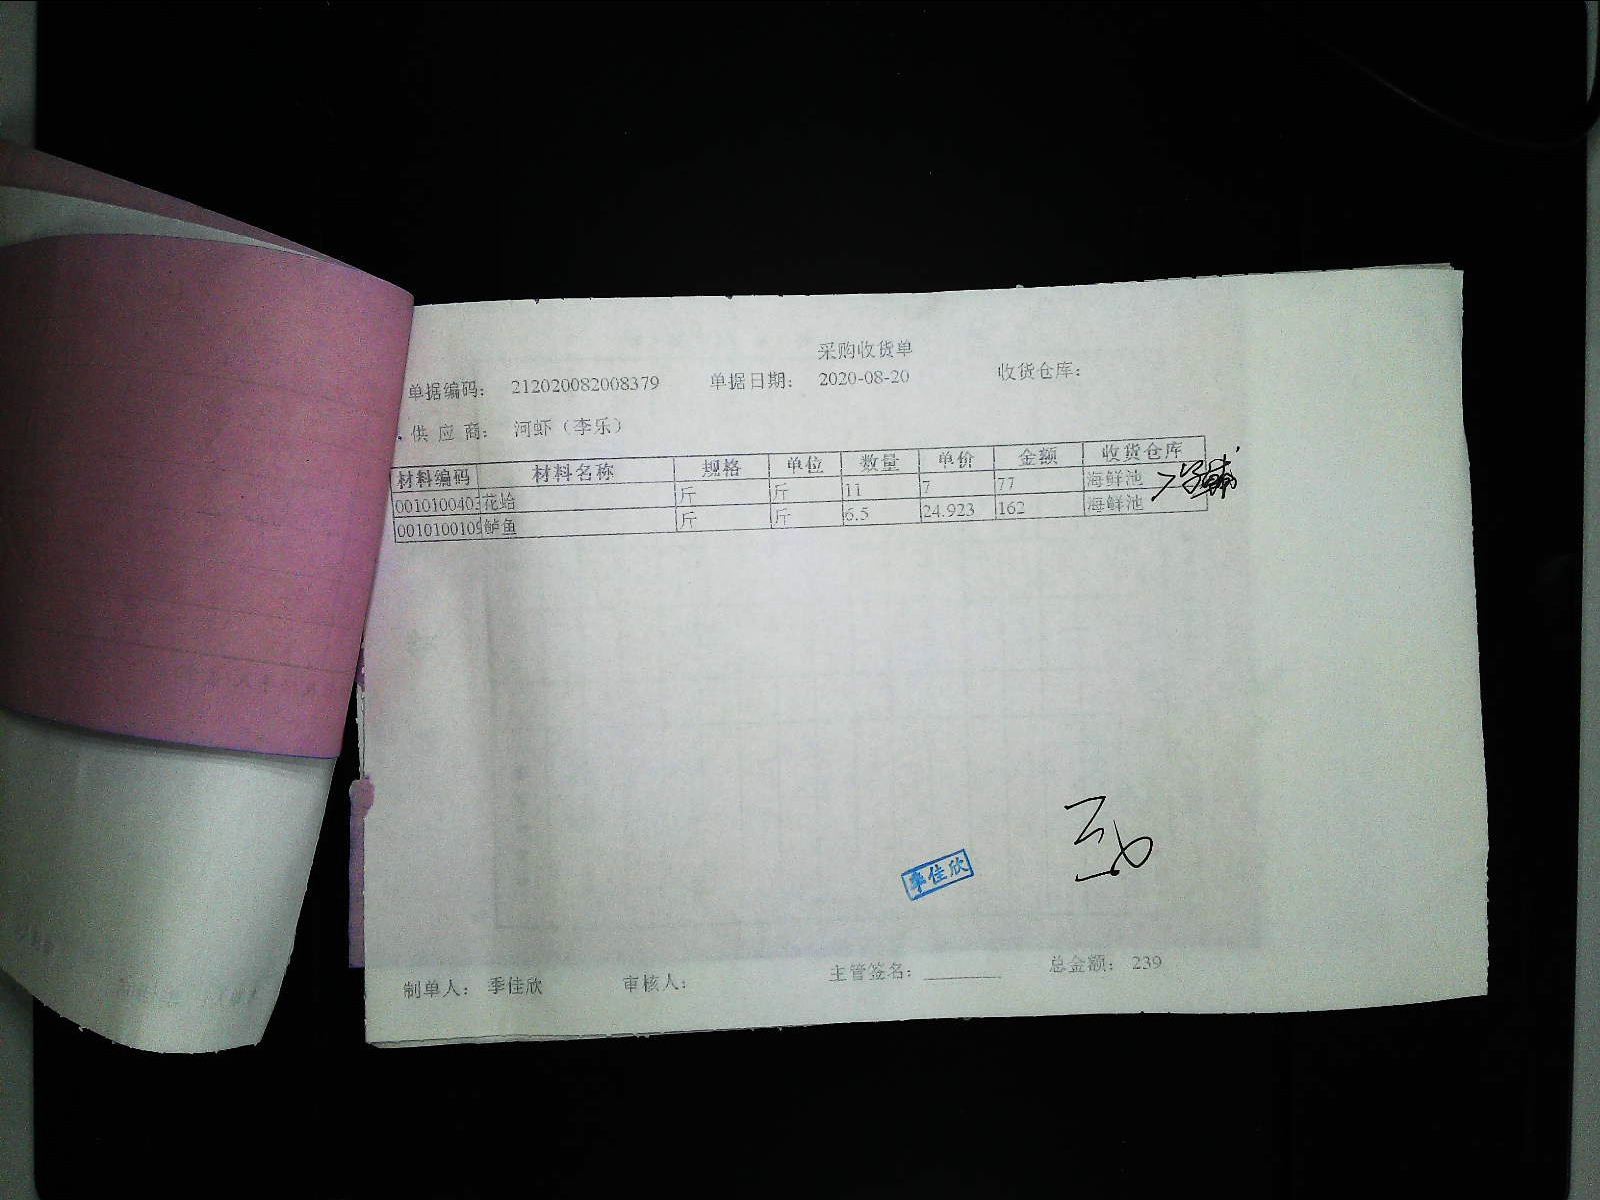 采购收货单
单据编码： 212020082008379 单据日期： 2020-08-20 收货仓库：
供 应 商： 河虾（李乐）
材料编码 材料名称 规格 单位 数量 单价 金额 收货仓库
001010040 花蛤 斤 斤 11 7 77 海鲜池
001010010 鲈鱼 斤 斤 6.5 24.923 162 海鲜池
季佳欣
制单人： 季佳欣 审核人： 主管签名： ________ 总金额： 239